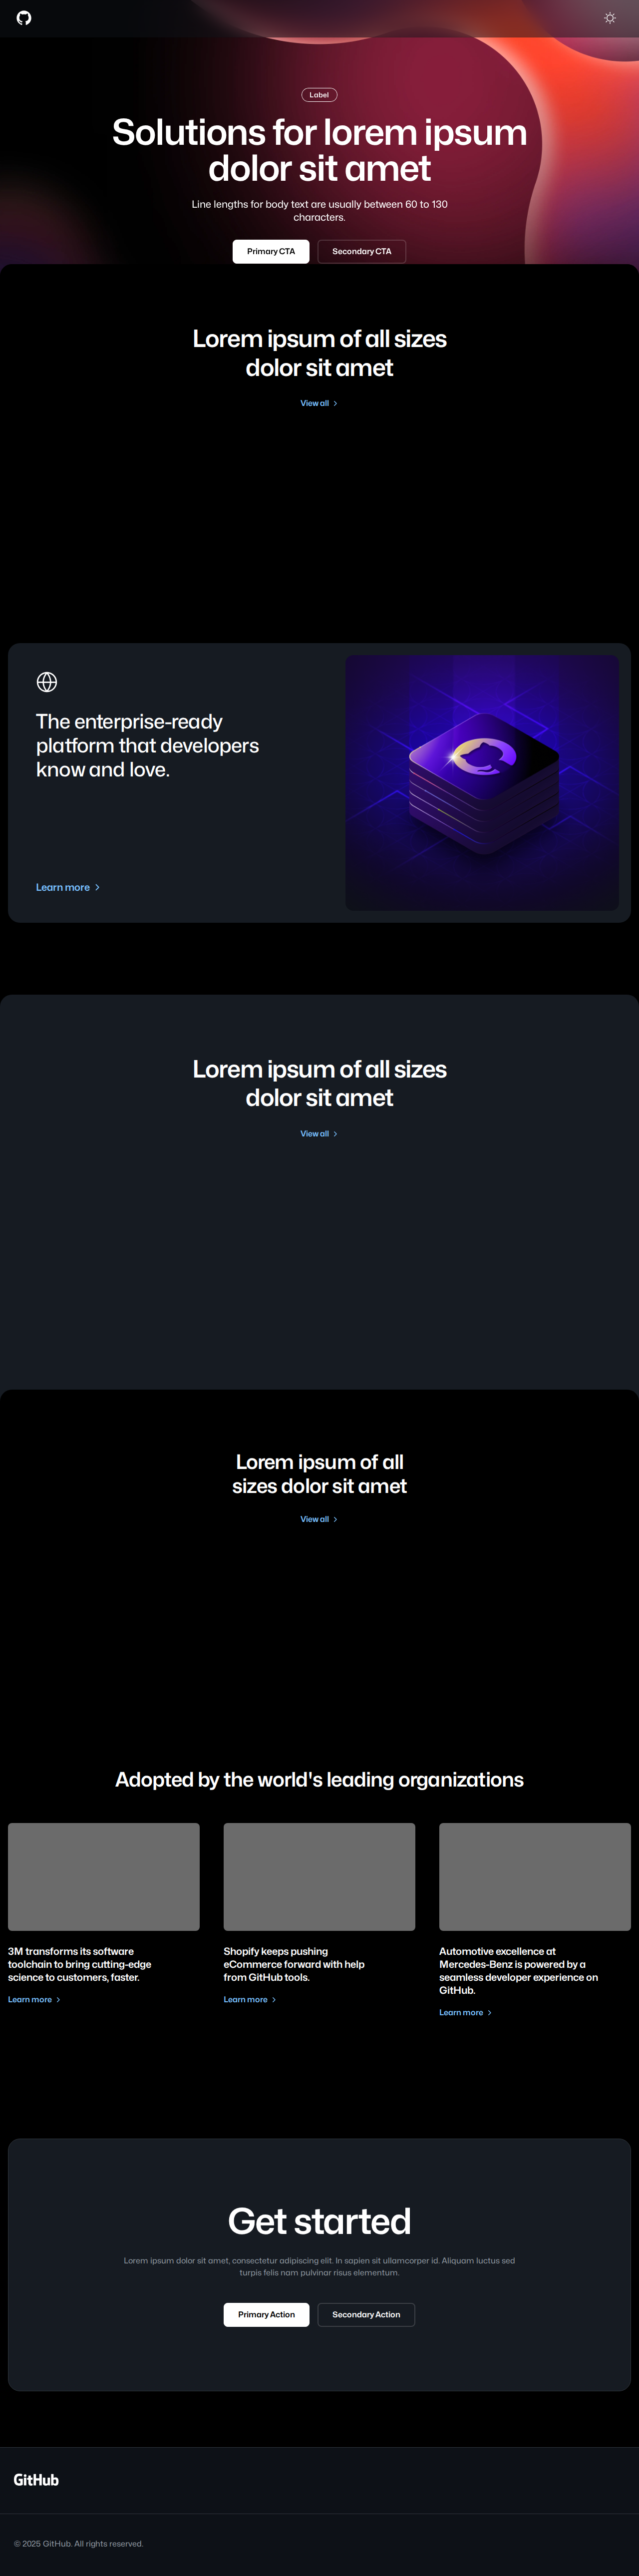 Label
Solutions for lorem ipsum
dolor sit amet
Line lengths for body text are usually between 60 to 130
characters.
Primary CTA
Secondary CTA
Lorem ipsum of all sizes
dolor sit amet
View all
The enterprise-ready
platform that developers
know and love.
Learn more
Lorem ipsum of all sizes
dolor sit amet
View all
Lorem ipsum of all
sizes dolor sit amet
View all
Adopted by the world's leading organizations
3M transforms its software
toolchain to bring cutting-edge
science to customers, faster.
Learn more
Shopify keeps pushing
eCommerce forward with help
from GitHub tools.
Learn more
Automotive excellence at
Mercedes-Benz is powered by a
seamless developer experience on
GitHub.
Learn more
Get started
Lorem ipsum dolor sit amet, consectetur adipiscing elit. In sapien sit ullamcorper id. Aliquam luctus sed
turpis felis nam pulvinar risus elementum.
Primary Action
Secondary Action
GitHub
© 2025 GitHub. All rights reserved.